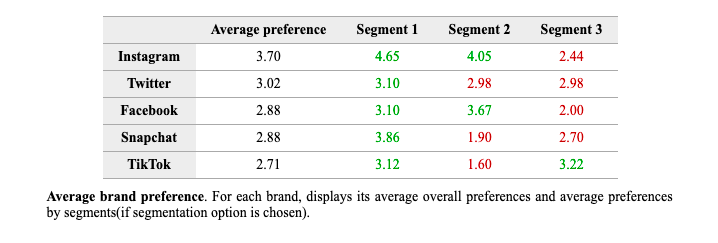 Average preference Segment 1 Segment 2 Segment 3
Instagram 3.70 4.65 4.05 2.44
Twitter 3.02 3.10 2.98 2.98
Facebook 2.88 3.10 3.67 2.00
Snapchat 2.88 3.86 1.90 2.70
TikTok 2.71 3.12 1.60 3.22
Average brand preference. For each brand, displays its average overall preferences and average preferences
by segments(if segmentation option is chosen).